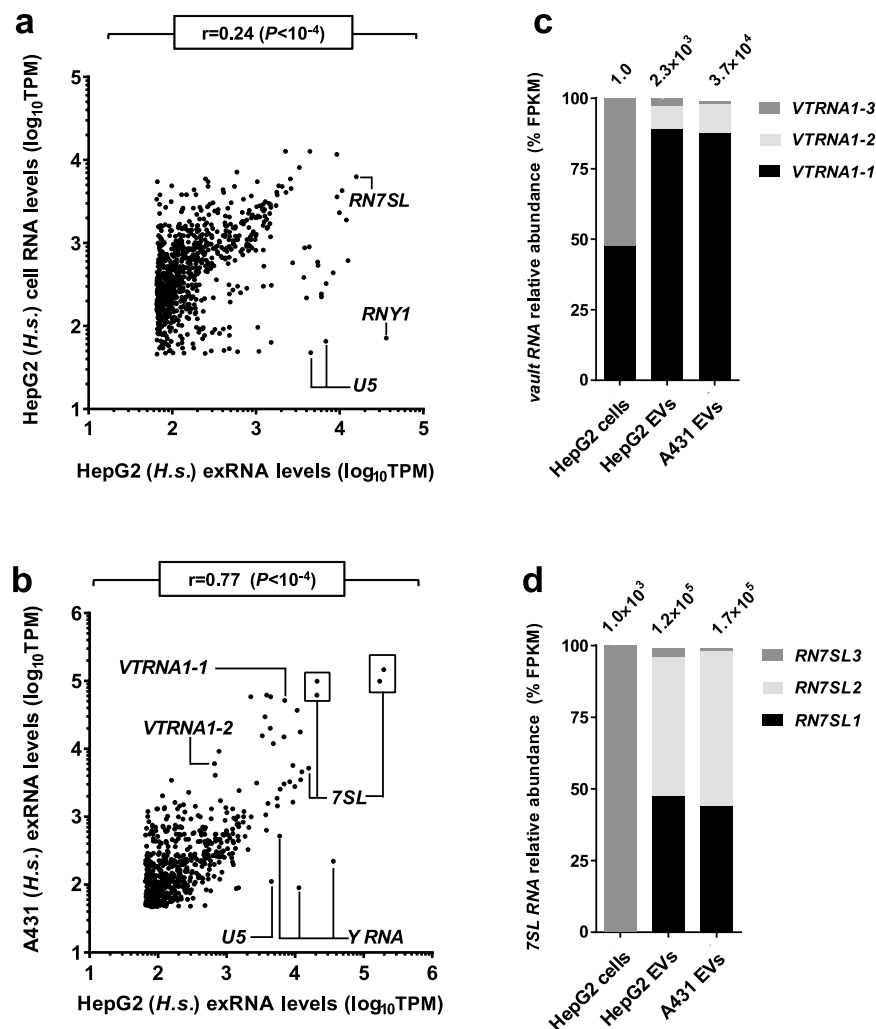 a
r=0.24 (P<10⁻⁴)
HepG2 (H.s.) cell RNA levels (log₁₀TPM)
5
4
3
2
1
RN7SL
RNY1
U5
1 2 3 4 5
HepG2 (H.s.) exRNA levels (log₁₀TPM)
c
1.0 2.3×10³ 3.7×10⁴
vault RNA relative abundance (% FPKM)
100
75
50
25
0
VTRNA1-3
VTRNA1-2
VTRNA1-1
HepG2 cells
HepG2 EVs
A431 EVs
b
r=0.77 (P<10⁻⁴)
A431 (H.s.) exRNA levels (log₁₀TPM)
6
5
4
3
2
1
VTRNA1-1
VTRNA1-2
7SL
U5
Y RNA
1 2 3 4 5 6
HepG2 (H.s.) exRNA levels (log₁₀TPM)
d
1.0×10³ 1.2×10⁵ 1.7×10⁵
7SL RNA relative abundance (% FPKM)
100
75
50
25
0
RN7SL3
RN7SL2
RN7SL1
HepG2 cells
HepG2 EVs
A431 EVs